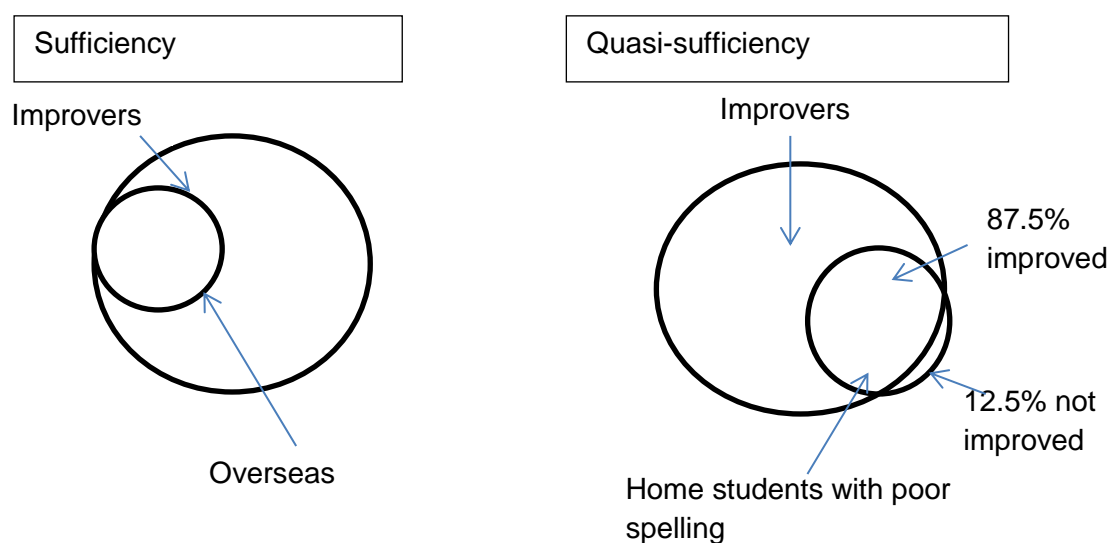 Sufficiency
Improvers
Overseas
Quasi-sufficiency
Improvers
87.5%
improved
12.5% not
improved
Home students with poor
spelling